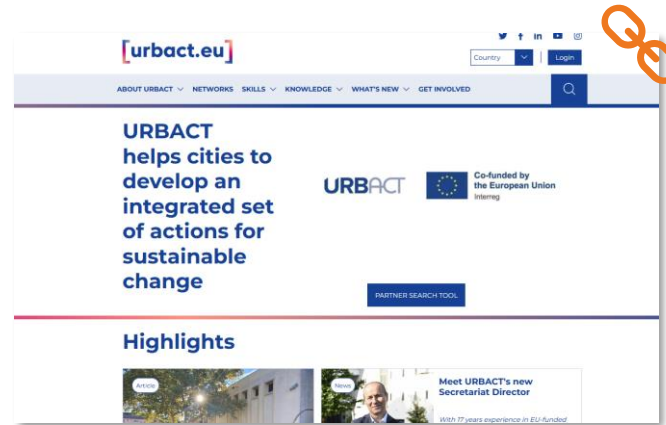 [urbact.eu]
Country
Login
ABOUT URBACT
NETWORKS
SKILLS
KNOWLEDGE
WHAT'S NEW
GET INVOLVED
URBACT
helps cities to
develop an
integrated set
of actions for
sustainable
change
URBACT
Co-funded by
the European Union
Interreg
PARTNER SEARCH TOOL
Highlights
Article
News
Meet URBACT's new
Secretariat Director
With 17 years experience in EU-funded